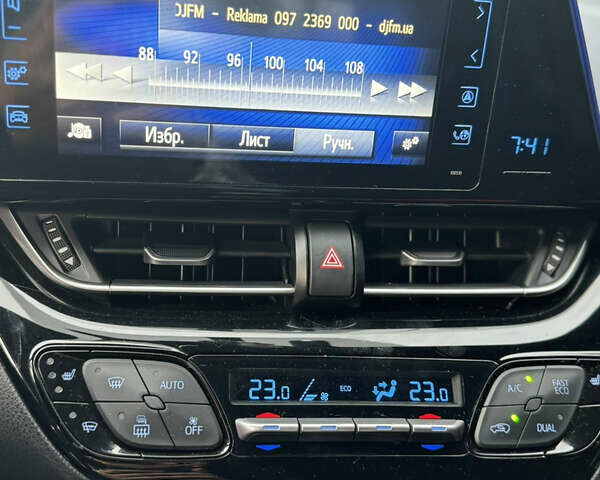 DJFM - Reklama 097 2369 000 - djfm.ua
88 92 96 100 104 108
Избр. Лист Ручн.
7:41
23.0 ECO 23.0
AUTO
OFF
A/C FAST ECO
DUAL